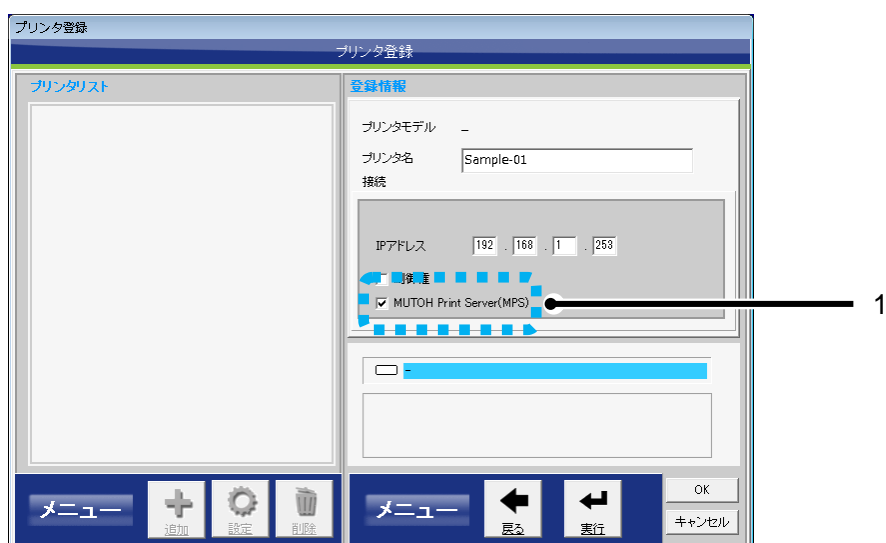 プリンタ登録
プリンタ登録
プリンタリスト
登録情報
プリンタモデル –
プリンタ名 Sample-01
接続
IPアドレス 192 . 168 . 1 . 253
制御権
MUTOH Print Server(MPS)
1
-
メニュー
追加
設定
削除
メニュー
戻る
実行
OK
キャンセル